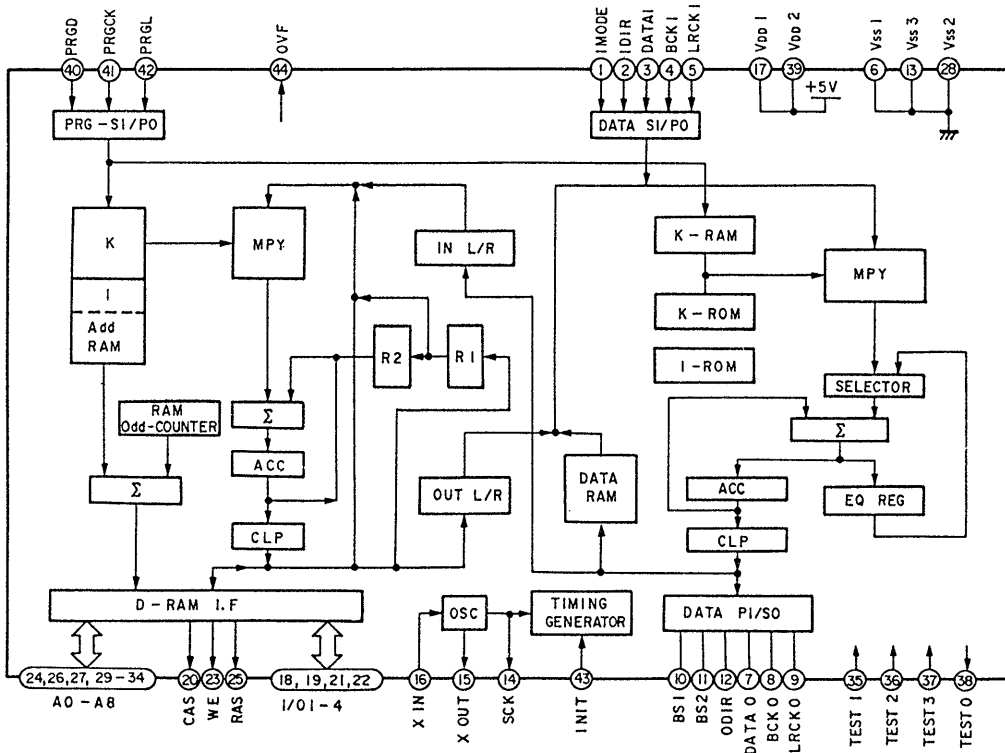 PRGD
PRGCK
PRGL
OVF
IMODE
IDIR
DATAI
BCKI
LRCKI
VDD 1
VDD 2
VSS 1
VSS 3
VSS 2
40
41
42
44
1
2
3
4
5
17
39
6
13
28
+5V
PRG-SI/PO
DATA SI/PO
K
MPY
IN L/R
K-RAM
MPY
I
Add
RAM
K-ROM
R2
R1
I-ROM
SELECTOR
RAM
Odd-COUNTER
Σ
Σ
ACC
Σ
OUT L/R
DATA
RAM
ACC
EQ REG
CLP
CLP
D-RAM I.F
OSC
TIMING
GENERATOR
DATA PI/SO
24,26,27, 29-34
20
23
25
18, 19, 21, 22
16
15
14
43
10
11
12
7
8
9
35
36
37
38
A0-A8
CAS
WE
RAS
I/O1-4
X IN
X OUT
SCK
INIT
BS1
BS2
ODIR
DATA O
BCKO
LRCKO
TEST 1
TEST 2
TEST 3
TEST 0